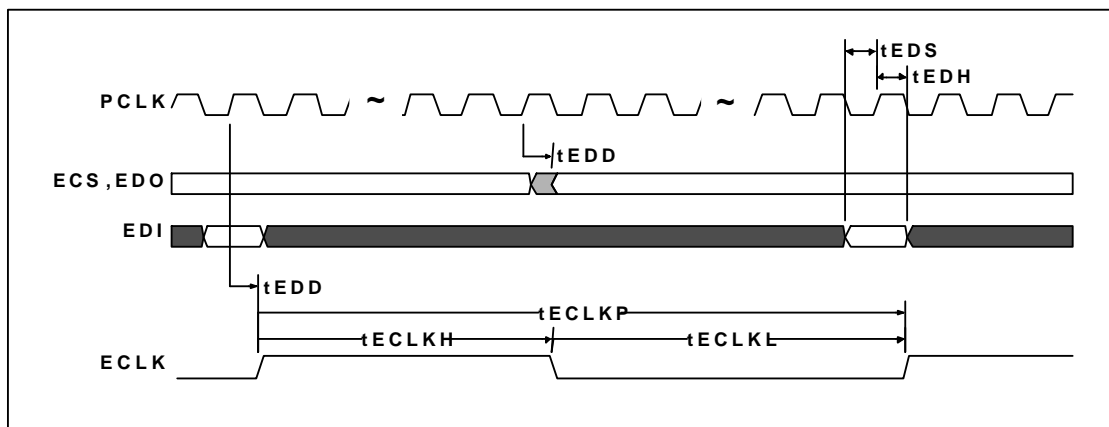 tEDS
tEDH
PCLK
~
~
tEDD
ECS,EDO
EDI
tEDD
tECLKP
tECLKH
tECLKL
ECLK